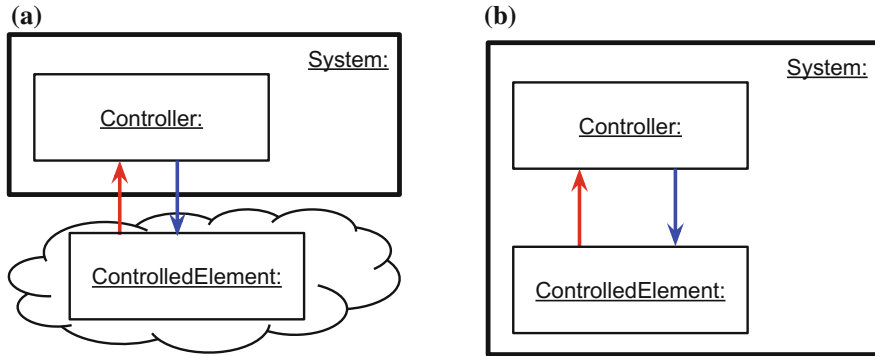 (a)
System:
Controller:
ControlledElement:
(b)
System:
Controller:
ControlledElement: